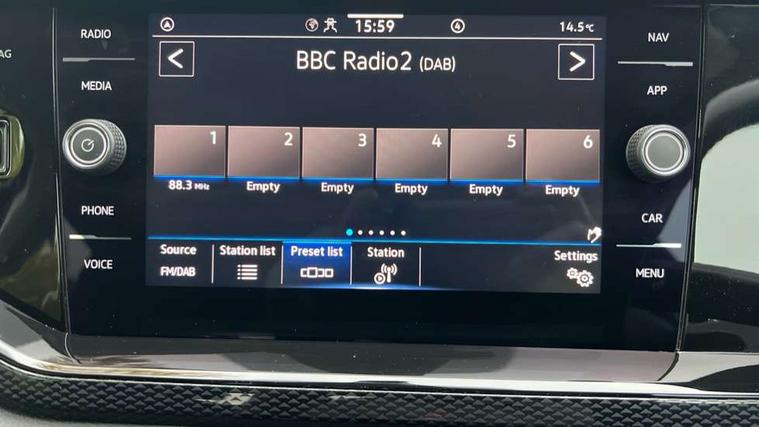 AG
RADIO
MEDIA
PHONE
VOICE
15:59
4
14.5°C
BBC Radio2 (DAB)
1 2 3 4 5 6
88.3 MHz Empty Empty Empty Empty Empty
Source Station list Preset list Station Settings
FM/DAB
NAV
APP
CAR
MENU